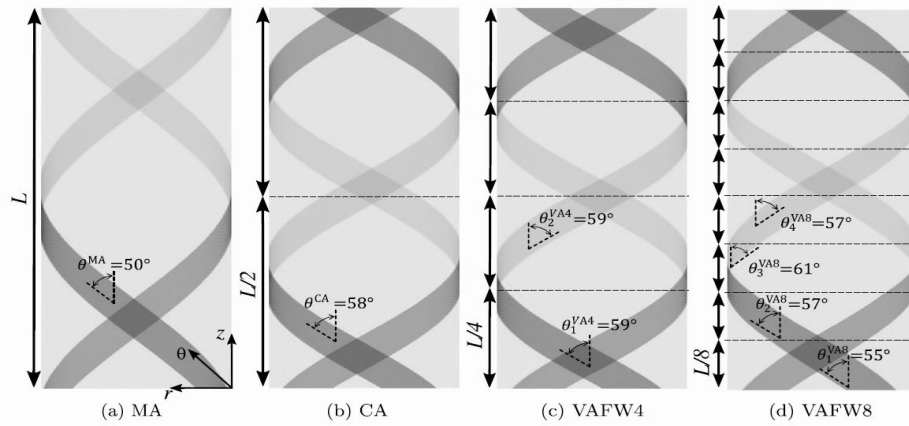 L
θ^MA=50°
z
θ
r
(a) MA
L/2
θ^CA=58°
(b) CA
L/4
θ_2^VA4=59°
θ_1^VA4=59°
(c) VAFW4
L/8
θ_4^VA8=57°
θ_3^VA8=61°
θ_2^VA8=57°
θ_1^VA8=55°
(d) VAFW8